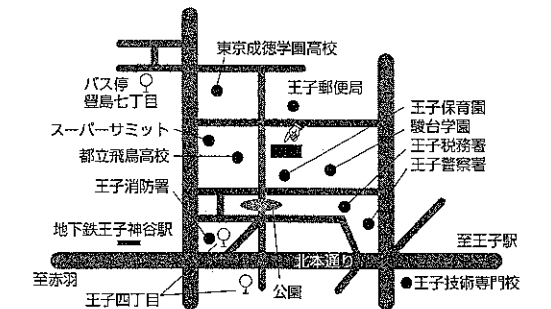 東京成徳学園高校
バス停
豊島七丁目
王子郵便局
スーパーサミット
都立飛鳥高校
王子消防署
地下鉄王子神谷駅
王子保育園
駿台学園
王子税務署
王子警察署
至王子駅
北本通り
至赤羽
王子四丁目
公園
王子技術専門校